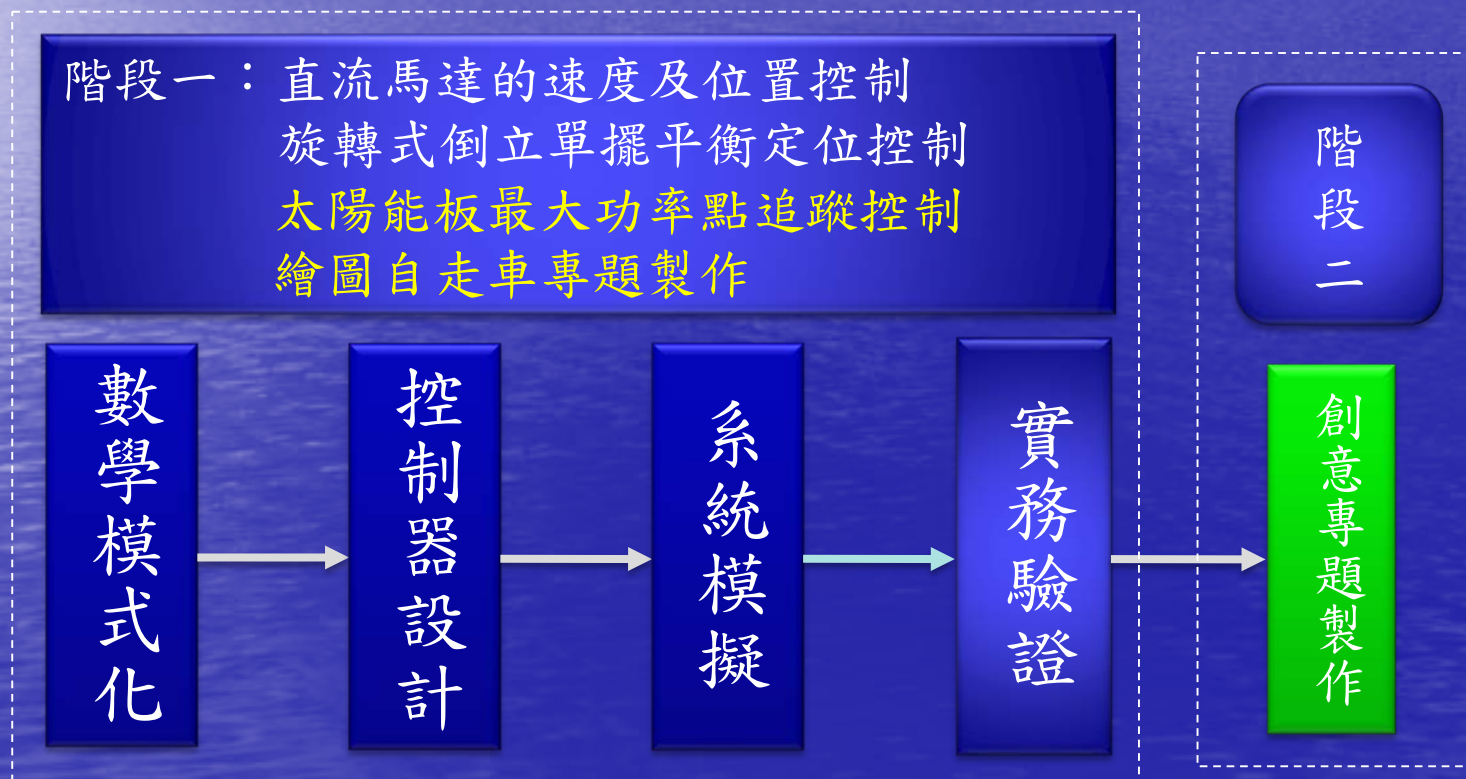 階段一：直流馬達的速度及位置控制
旋轉式倒立單擺平衡定位控制
太陽能板最大功率點追蹤控制
繪圖自走車專題製作
階段二
數學模式化
控制器設計
系統模擬
實務驗證
創意專題製作